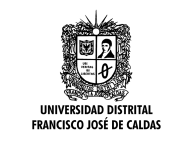 UNIVERSIDAD DISTRITAL
FRANCISCO JOSÉ DE CALDAS